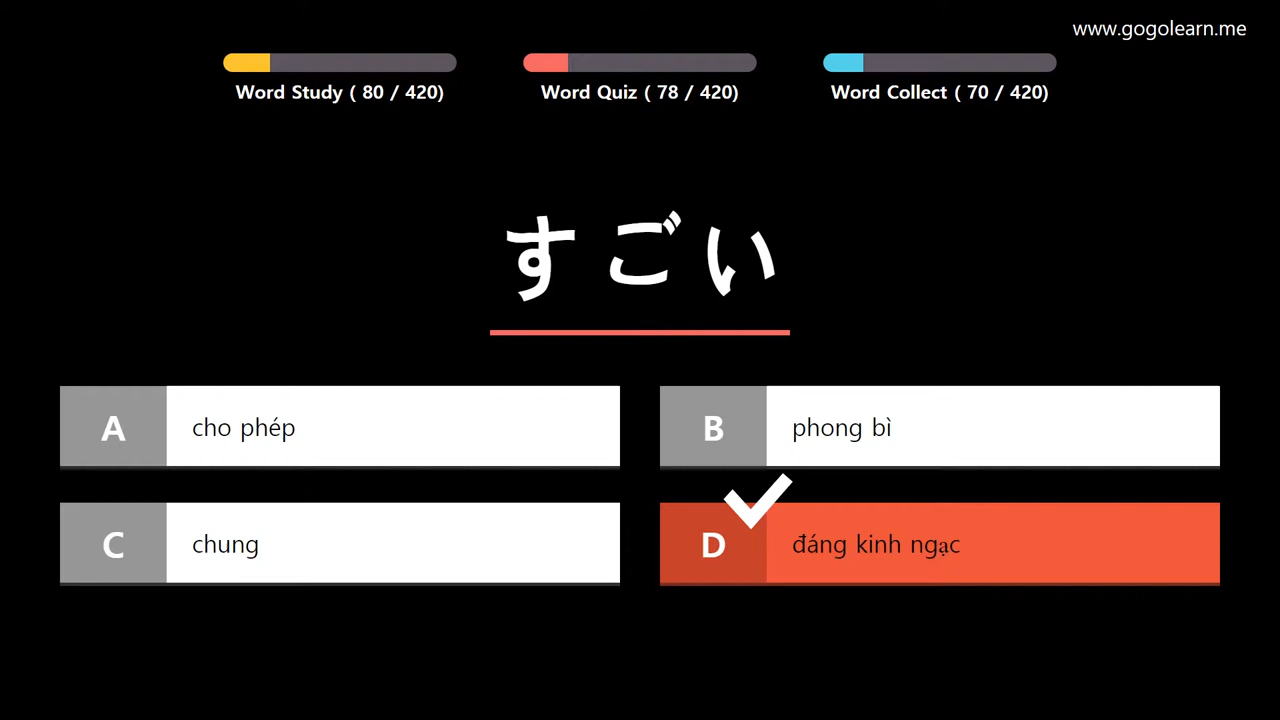 www.gogolearn.me
Word Study ( 80 / 420)
Word Quiz ( 78 / 420)
Word Collect ( 70 / 420)
すごい
A cho phép
B phong bì
C chung
D đáng kinh ngạc